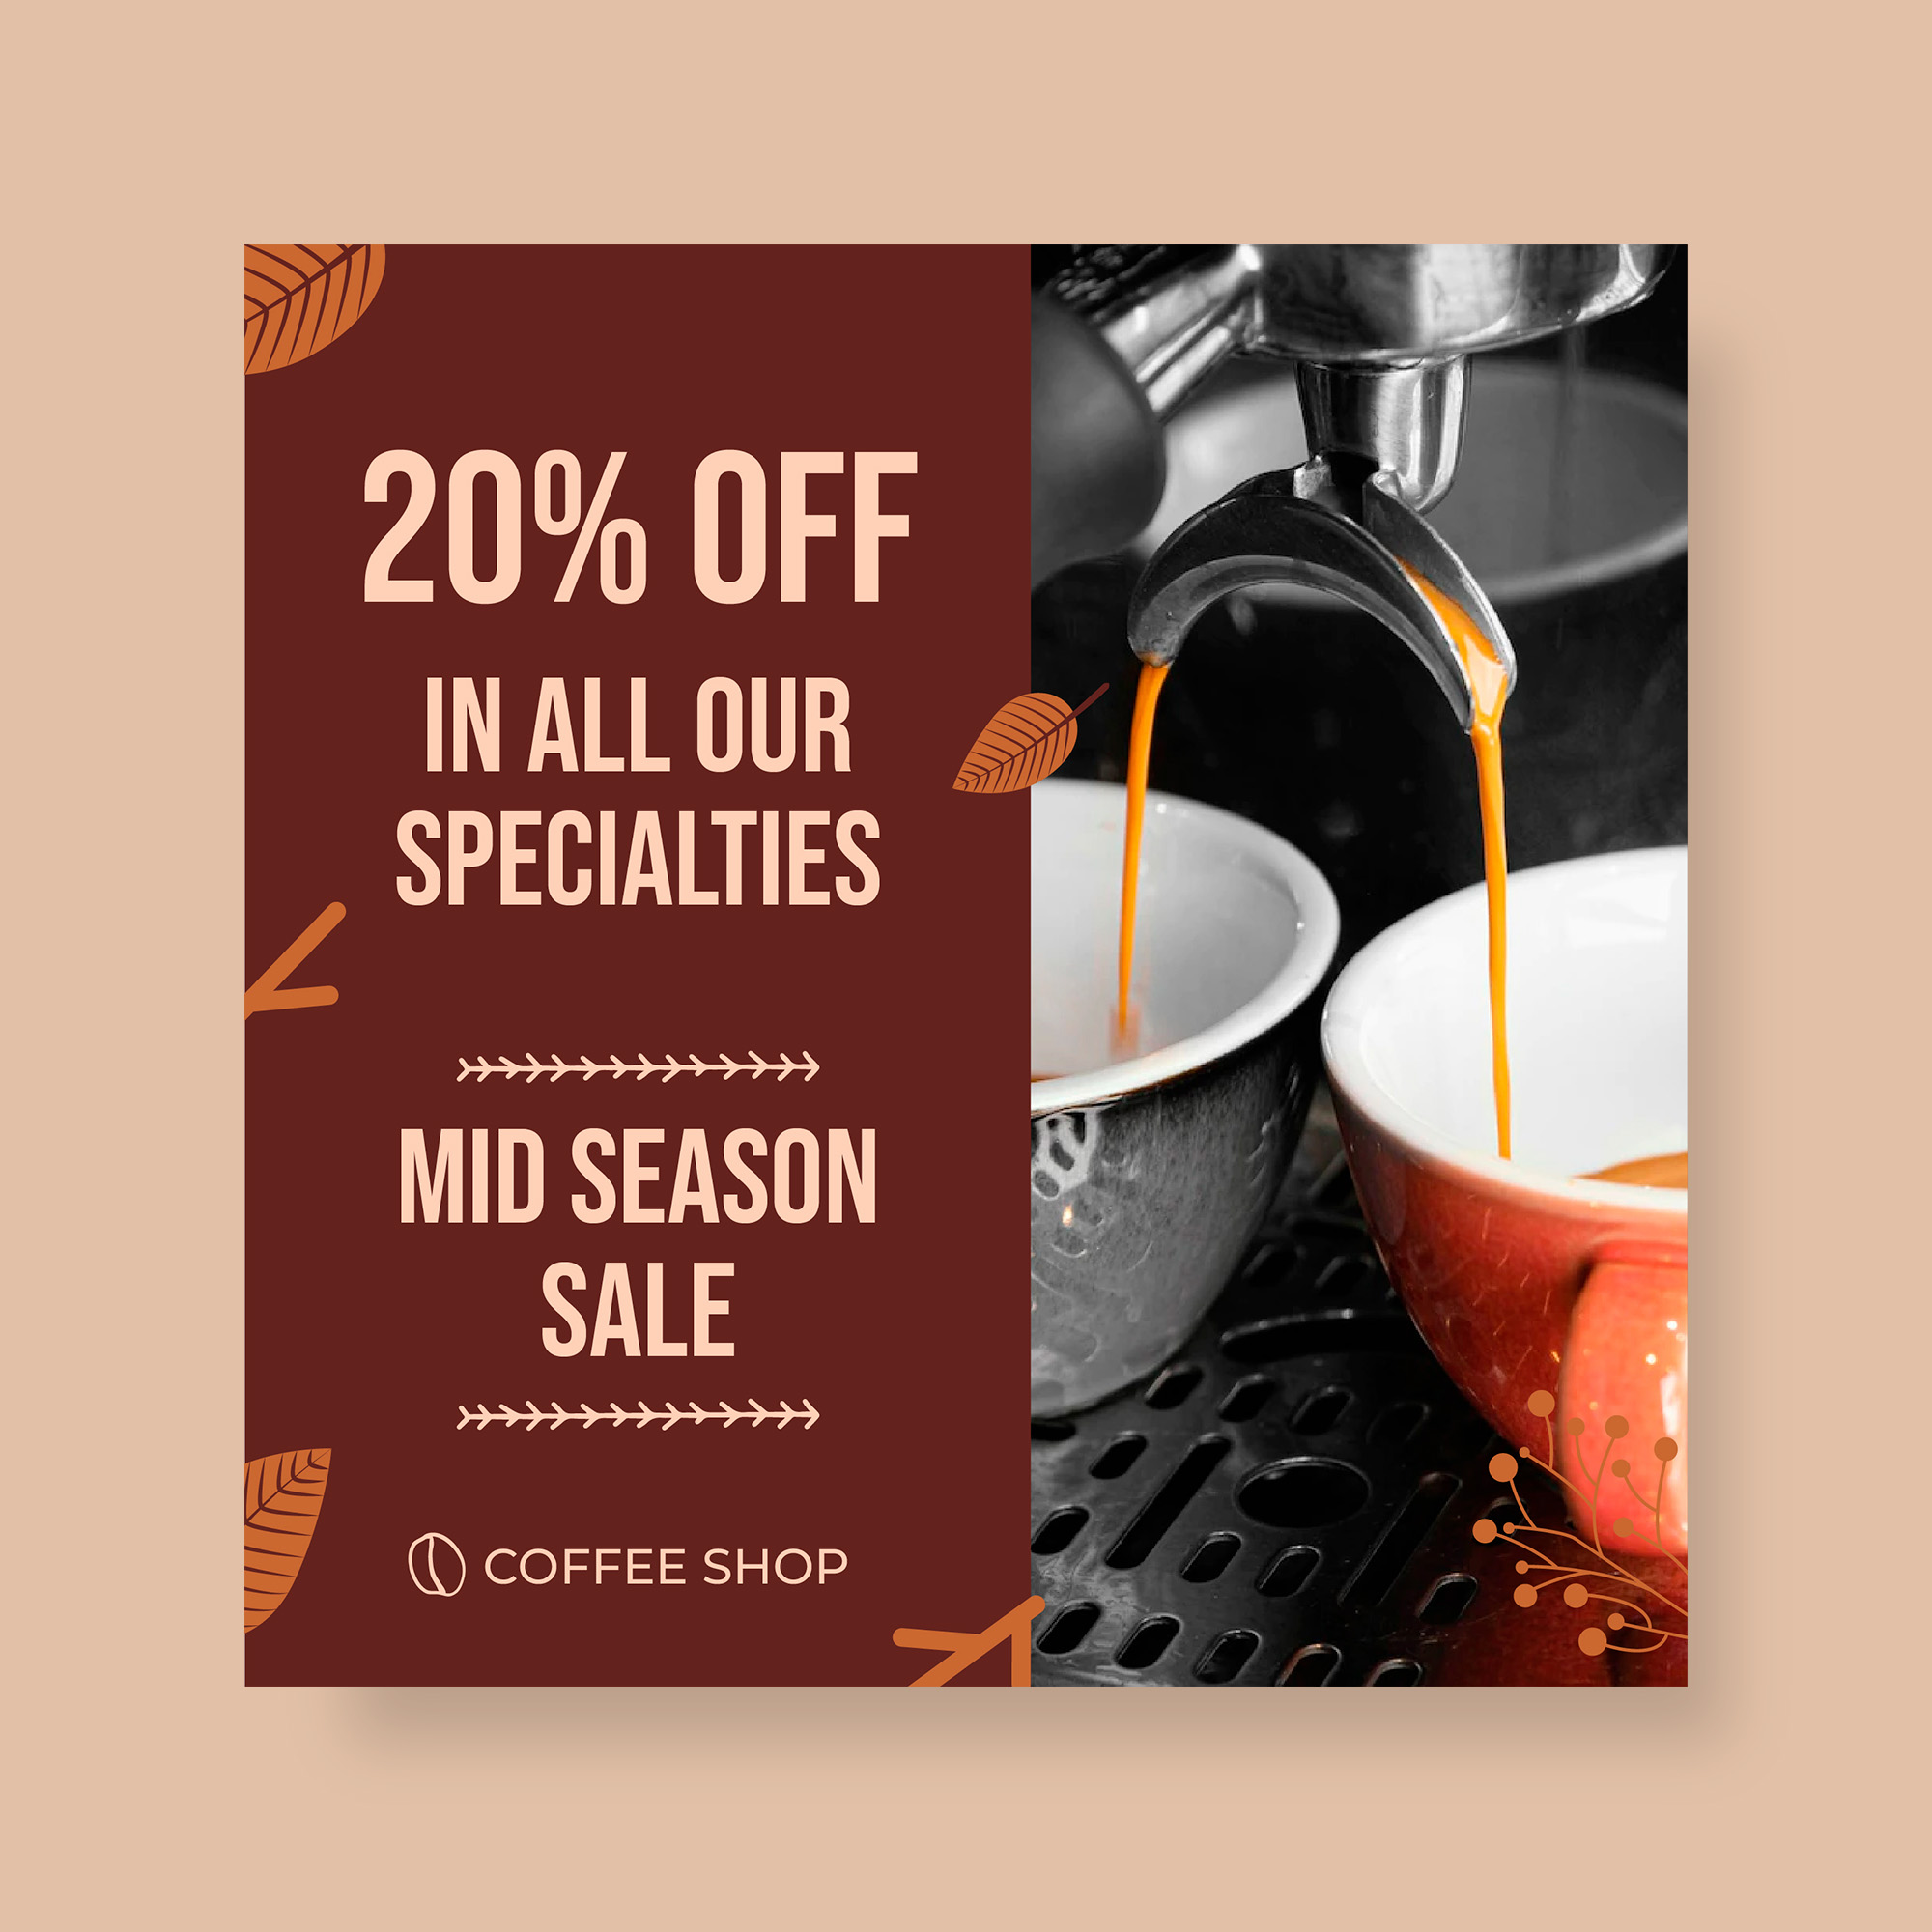 20% OFF
IN ALL OUR
SPECIALTIES
MID SEASON
SALE
COFFEE SHOP